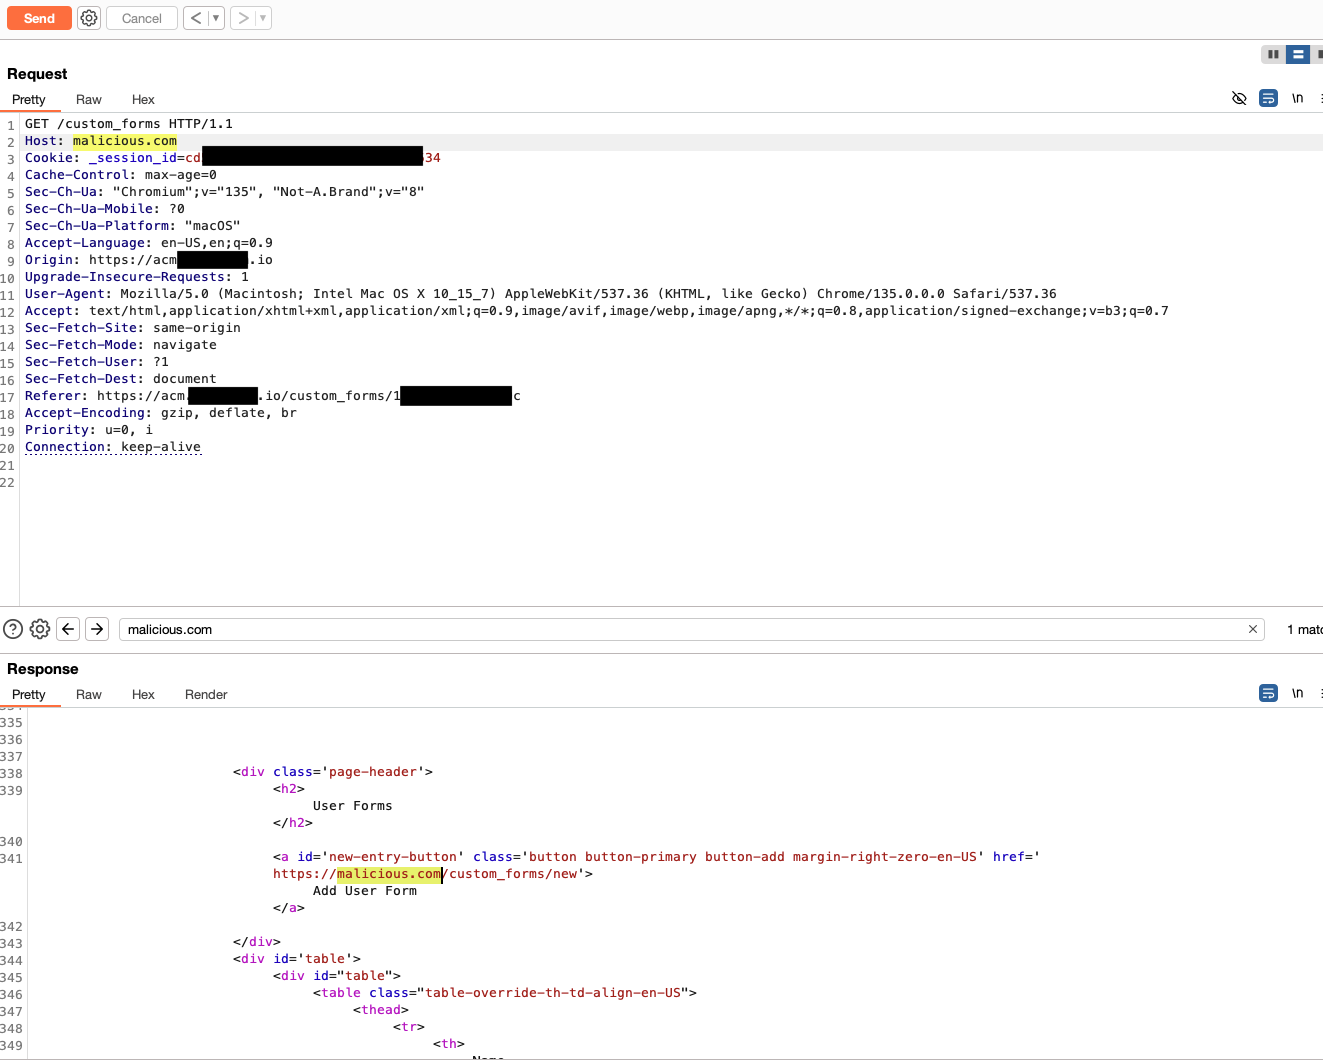 Send
Cancel
< ▼
> ▼
Request
Pretty Raw Hex
\n
1 GET /custom_forms HTTP/1.1
2 Host: malicious.com
3 Cookie: _session_id=cd 34
4 Cache-Control: max-age=0
5 Sec-Ch-Ua: "Chromium";v="135", "Not-A.Brand";v="8"
6 Sec-Ch-Ua-Mobile: ?0
7 Sec-Ch-Ua-Platform: "macOS"
8 Accept-Language: en-US,en;q=0.9
9 Origin: https://acm .io
10 Upgrade-Insecure-Requests: 1
11 User-Agent: Mozilla/5.0 (Macintosh; Intel Mac OS X 10_15_7) AppleWebKit/537.36 (KHTML, like Gecko) Chrome/135.0.0.0 Safari/537.36
12 Accept: text/html,application/xhtml+xml,application/xml;q=0.9,image/avif,image/webp,image/apng,*/*;q=0.8,application/signed-exchange;v=b3;q=0.7
13 Sec-Fetch-Site: same-origin
14 Sec-Fetch-Mode: navigate
15 Sec-Fetch-User: ?1
16 Sec-Fetch-Dest: document
17 Referer: https://acm. .io/custom_forms/1 c
18 Accept-Encoding: gzip, deflate, br
19 Priority: u=0, i
20 Connection: keep-alive
21
22
malicious.com
1 matc
Response
Pretty Raw Hex Render
\n
335
336
337
338 <div class='page-header'>
339 <h2>
User Forms
</h2>
340
341 <a id='new-entry-button' class='button button-primary button-add margin-right-zero-en-US' href='
https://malicious.com/custom_forms/new'>
Add User Form
</a>
342
343 </div>
344 <div id='table'>
345 <div id="table">
346 <table class="table-override-th-td-align-en-US">
347 <thead>
348 <tr>
349 <th>
Name